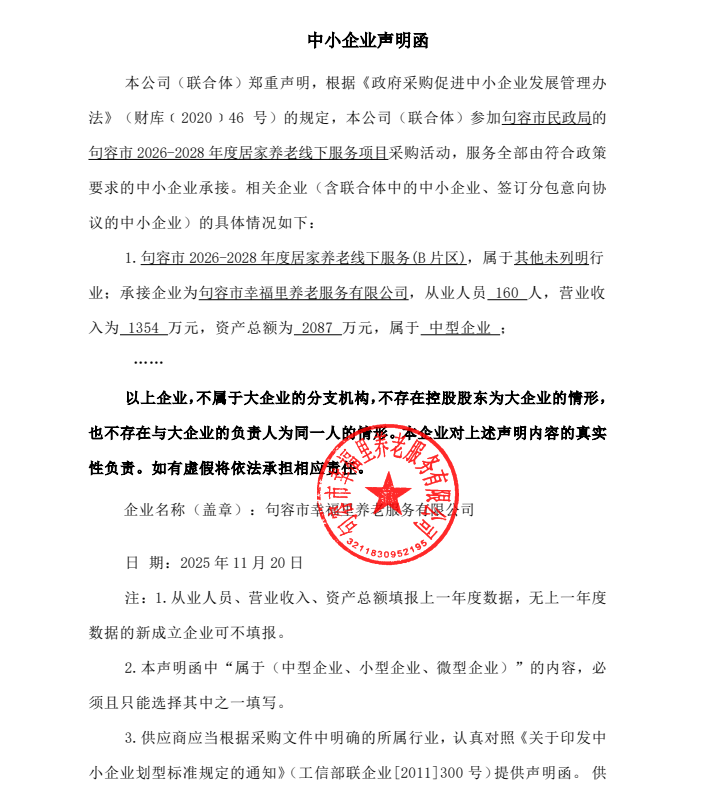 中小企业声明函
本公司（联合体）郑重声明，根据《政府采购促进中小企业发展管理办
法》（财库﹝2020﹞46 号）的规定，本公司（联合体）参加句容市民政局的
句容市 2026-2028 年度居家养老线下服务项目采购活动，服务全部由符合政策
要求的中小企业承接。相关企业（含联合体中的中小企业、签订分包意向协
议的中小企业）的具体情况如下：
1. 句容市 2026-2028 年度居家养老线下服务(B 片区)，属于其他未列明行
业；承接企业为句容市幸福里养老服务有限公司，从业人员 160 人，营业收
入为 1354 万元，资产总额为 2087 万元，属于 中型企业 ；
……
以上企业，不属于大企业的分支机构，不存在控股股东为大企业的情形，
也不存在与大企业的负责人为同一人的情形。本企业对上述声明内容的真实
性负责。如有虚假将依法承担相应责任。
企业名称（盖章）：句容市幸福里养老服务有限公司
句容市幸福里养老服务有限公司
3211830952195
日 期：2025 年 11 月 20 日
注：1.从业人员、营业收入、资产总额填报上一年度数据，无上一年度
数据的新成立企业可不填报。
2.本声明函中“属于（中型企业、小型企业、微型企业）”的内容，必
须且只能选择其中之一填写。
3.供应商应当根据采购文件中明确的所属行业，认真对照《关于印发中
小企业划型标准规定的通知》（工信部联企业[2011]300 号）提供声明函。 供